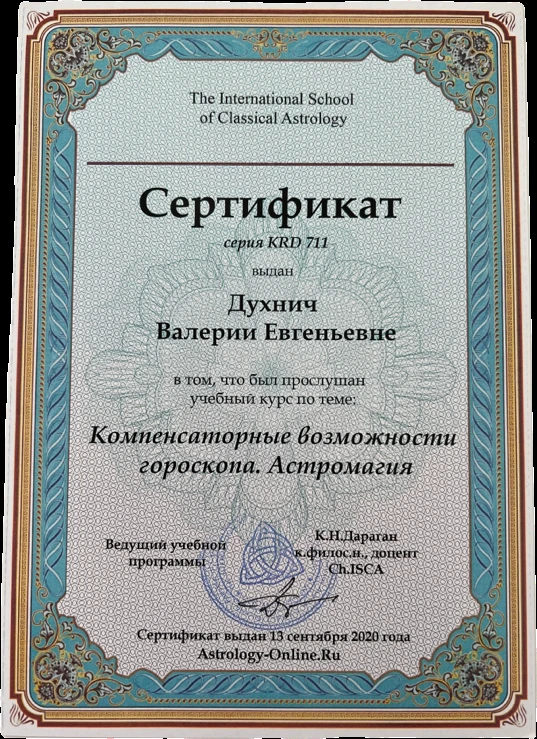 The International School
of Classical Astrology
Сертификат
серия KRD 711
выдан
Духнич
Валерии Евгеньевне
в том, что был прослушан
учебный курс по теме:
Компенсаторные возможности
гороскопа. Астромагия
Ведущий учебной
программы
К.Н.Дараган
к.филос.н., доцент
Ch.ISCA
Сертификат выдан 13 сентября 2020 года
Astrology-Online.Ru